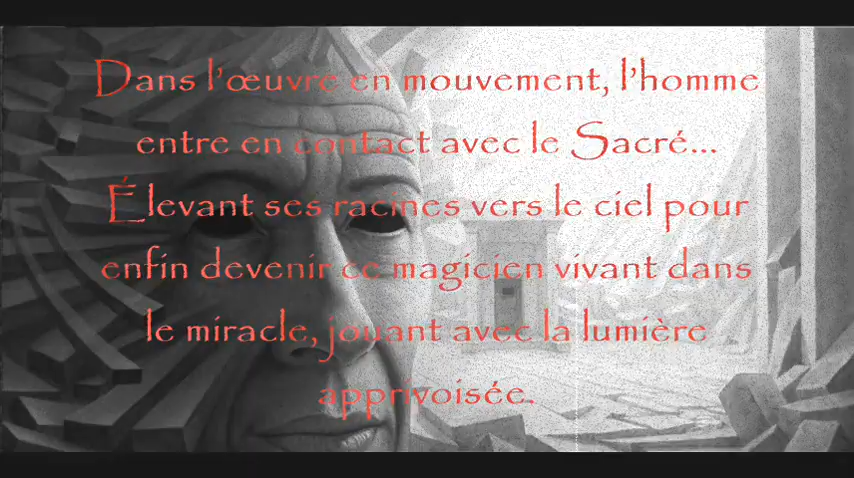 Dans l'œuvre en mouvement, l'homme
entre en contact avec le Sacré...
Élevant ses racines vers le ciel pour
enfin devenir ce magicien vivant dans
le miracle, jouant avec la lumière
apprivoisée.